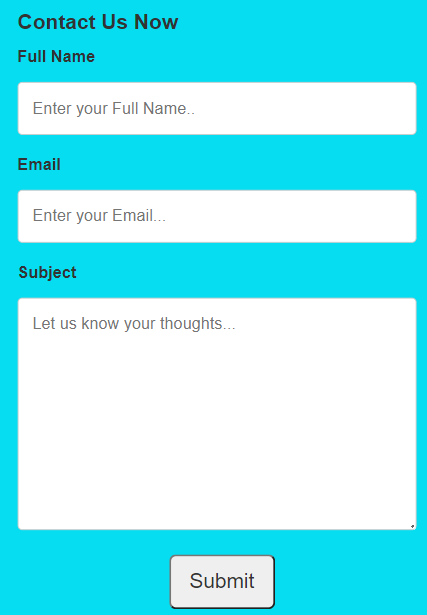 Contact Us Now
Full Name
Enter your Full Name..
Email
Enter your Email...
Subject
Let us know your thoughts...
Submit